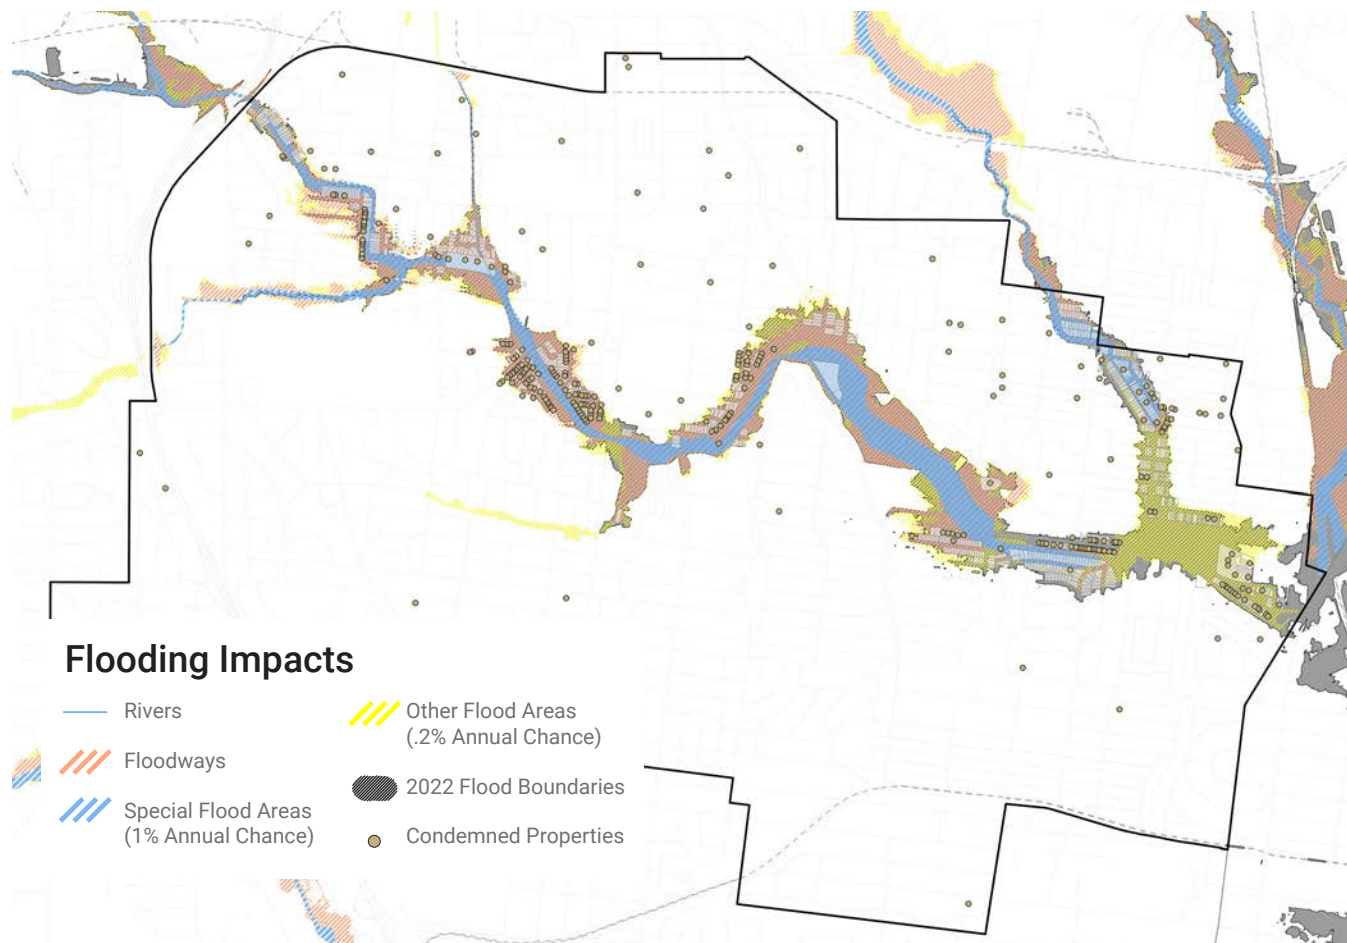 Flooding Impacts
Rivers
Floodways
Special Flood Areas
(1% Annual Chance)
Other Flood Areas
(.2% Annual Chance)
2022 Flood Boundaries
Condemned Properties